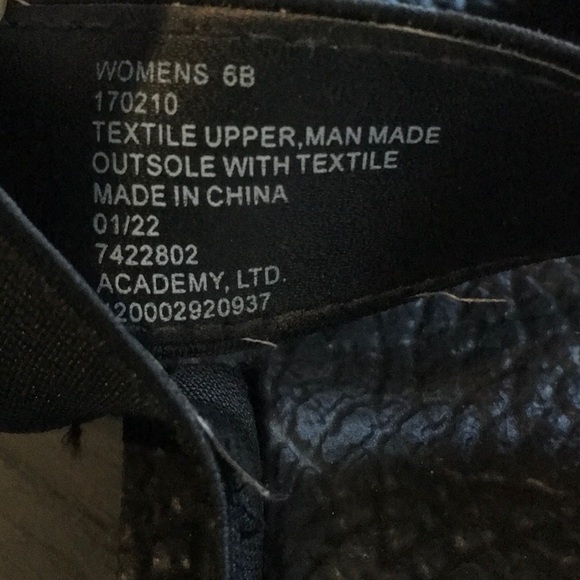 WOMENS 6B
170210
TEXTILE UPPER,MAN MADE
OUTSOLE WITH TEXTILE
MADE IN CHINA
01/22
7422802
ACADEMY, LTD.